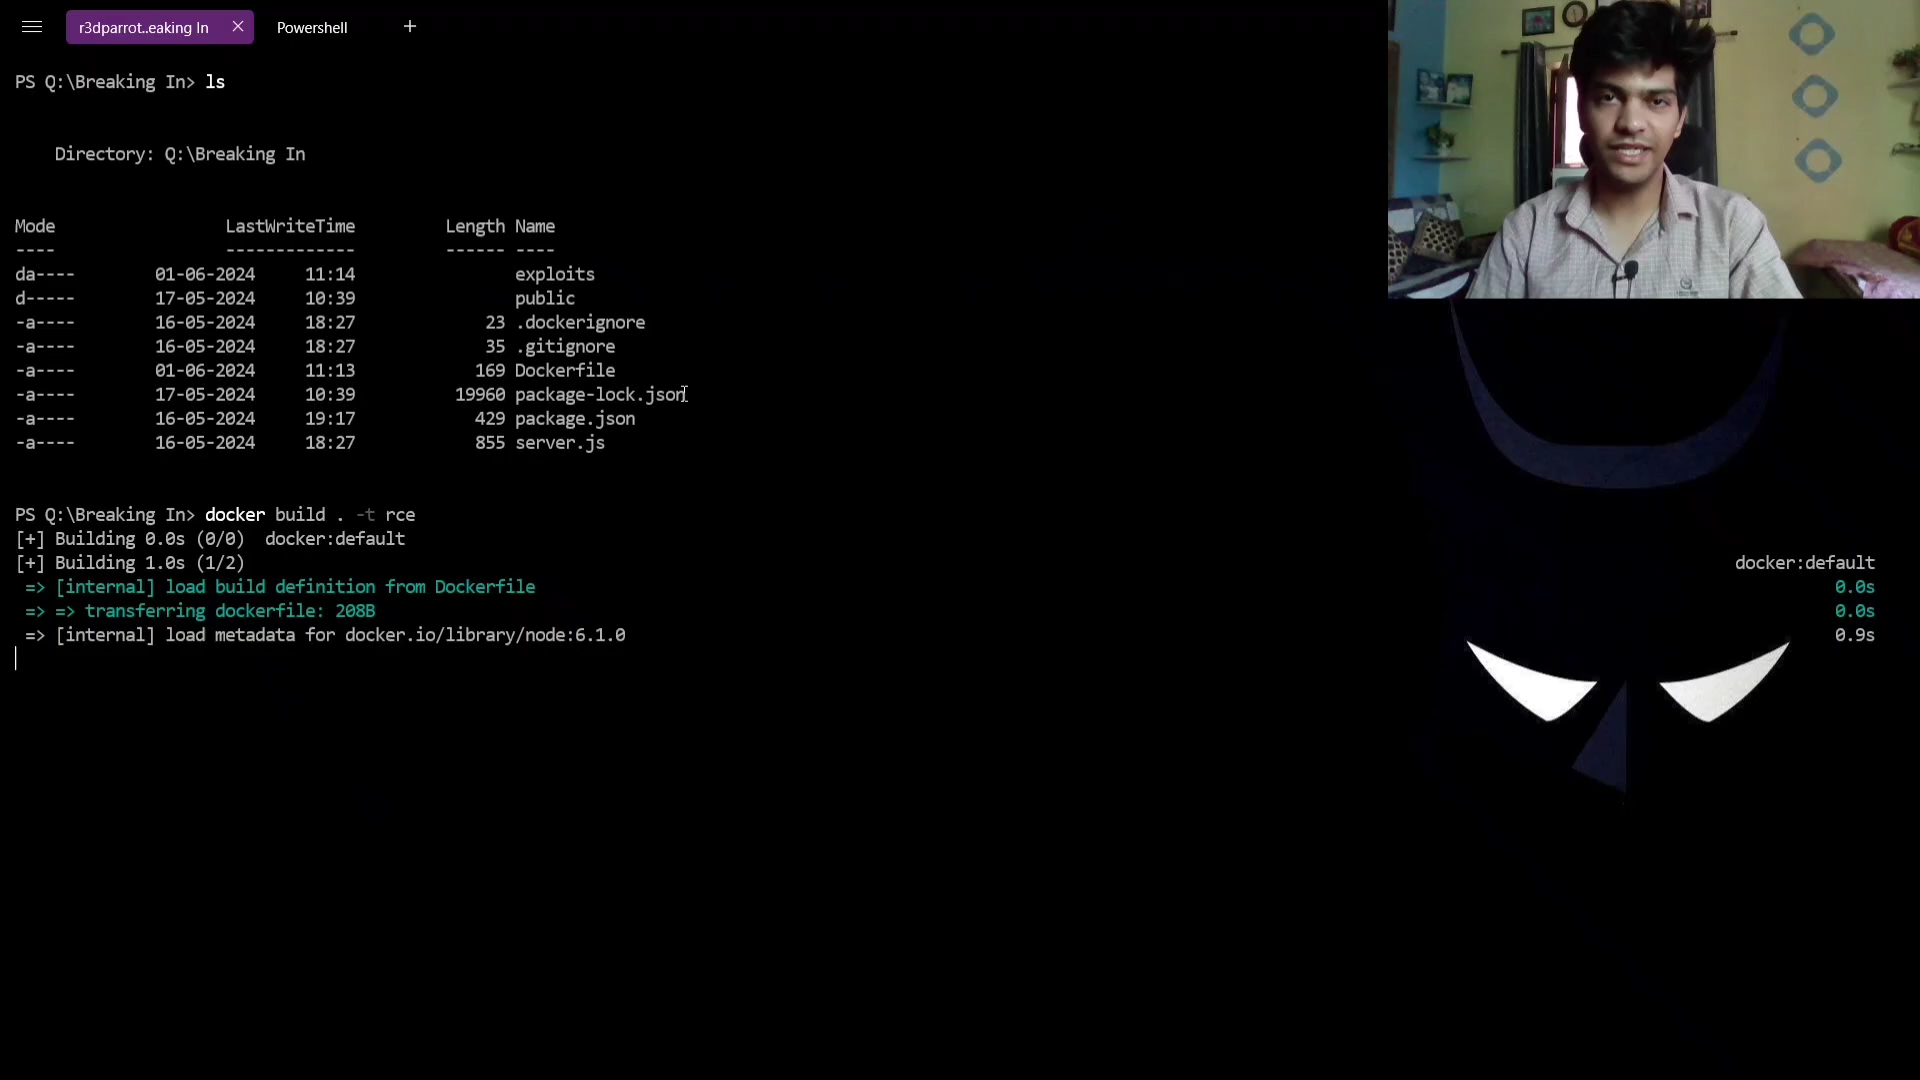 r3dparrot..eaking In
Powershell
PS Q:\Breaking In> ls
Directory: Q:\Breaking In
Mode LastWriteTime Length Name
---- ------------- ------ ----
da---- 01-06-2024 11:14 exploits
d----- 17-05-2024 10:39 public
-a---- 16-05-2024 18:27 23 .dockerignore
-a---- 16-05-2024 18:27 35 .gitignore
-a---- 01-06-2024 11:13 169 Dockerfile
-a---- 17-05-2024 10:39 19960 package-lock.json
-a---- 16-05-2024 19:17 429 package.json
-a---- 16-05-2024 18:27 855 server.js
PS Q:\Breaking In> docker build . -t rce
[+] Building 0.0s (0/0) docker:default
[+] Building 1.0s (1/2) docker:default
=> [internal] load build definition from Dockerfile 0.0s
=> => transferring dockerfile: 208B 0.0s
=> [internal] load metadata for docker.io/library/node:6.1.0 0.9s